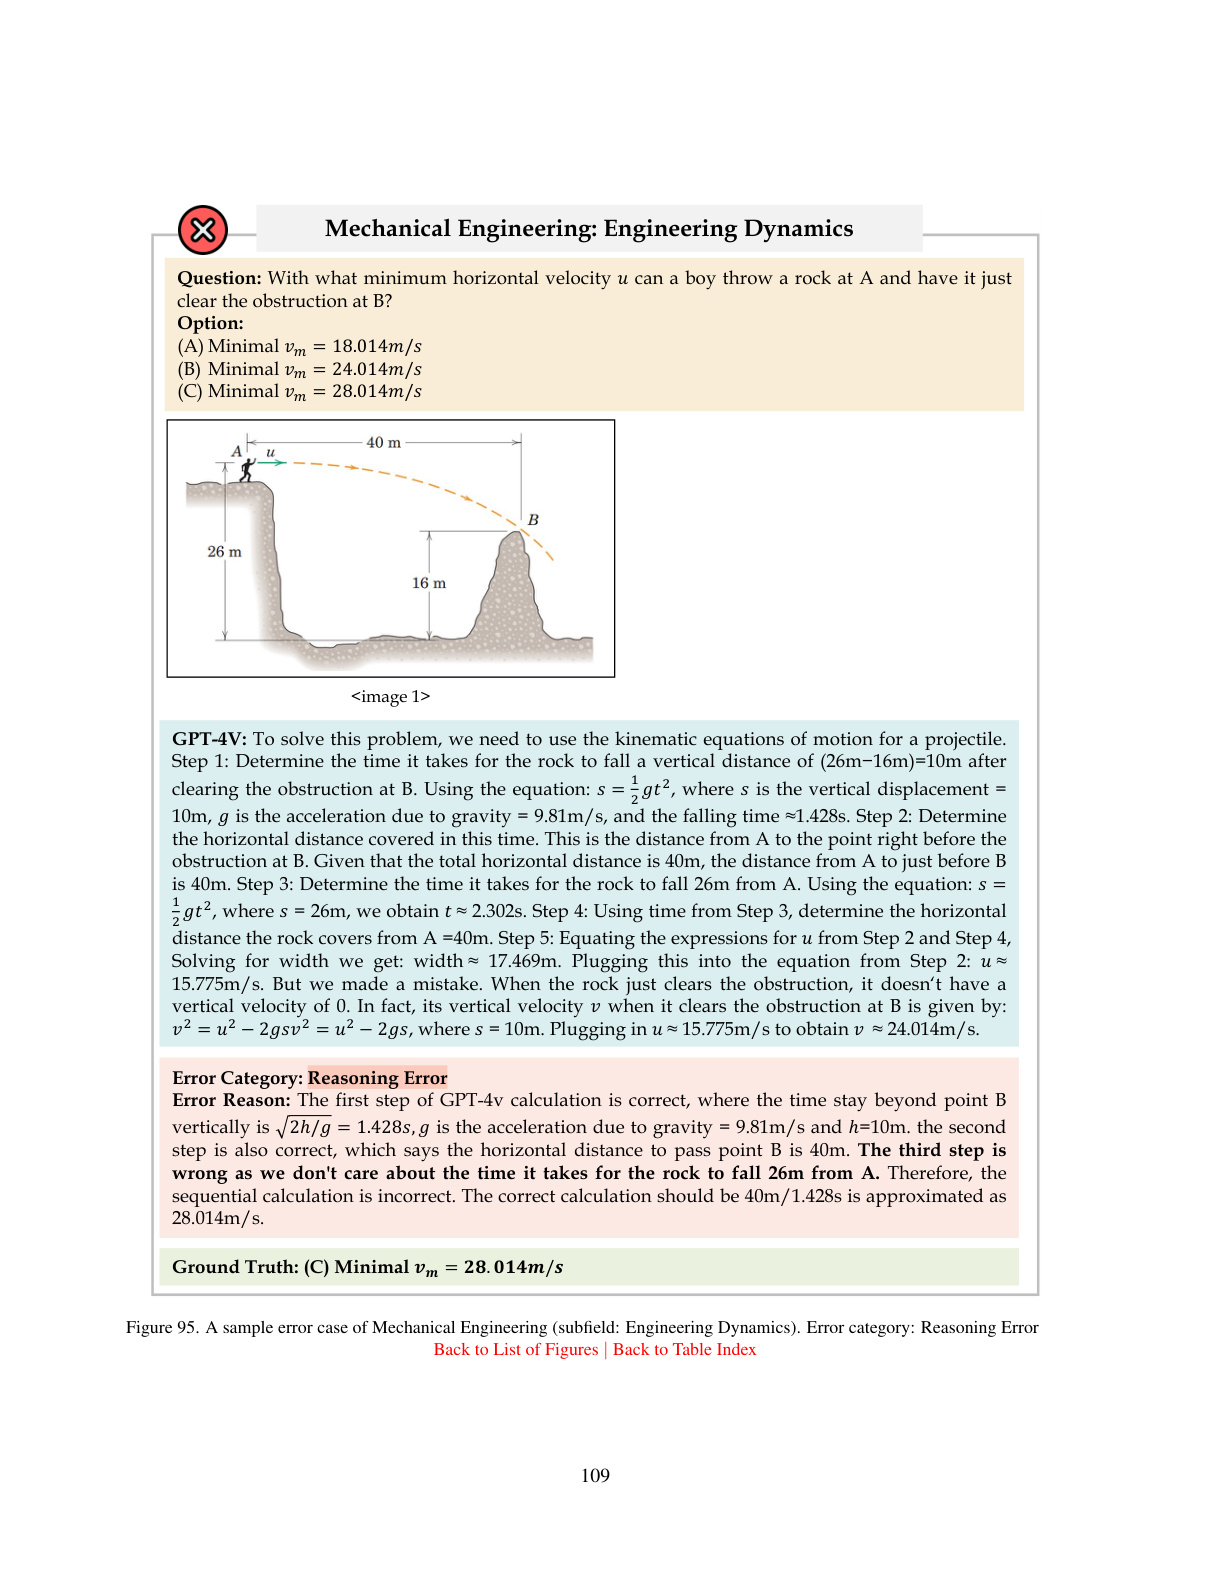 Mechanical Engineering: Engineering Dynamics
Question: With what minimum horizontal velocity u can a boy throw a rock at A and have it just
clear the obstruction at B?
Option:
(A) Minimal vₘ = 18.014m/s
(B) Minimal vₘ = 24.014m/s
(C) Minimal vₘ = 28.014m/s
40 m
A
u
B
26 m
16 m
<image 1>
GPT-4V: To solve this problem, we need to use the kinematic equations of motion for a projectile.
Step 1: Determine the time it takes for the rock to fall a vertical distance of (26m−16m)=10m after
clearing the obstruction at B. Using the equation: s = ½gt², where s is the vertical displacement =
10m, g is the acceleration due to gravity = 9.81m/s, and the falling time ≈1.428s. Step 2: Determine
the horizontal distance covered in this time. This is the distance from A to the point right before the
obstruction at B. Given that the total horizontal distance is 40m, the distance from A to just before B
is 40m. Step 3: Determine the time it takes for the rock to fall 26m from A. Using the equation: s =
½gt², where s = 26m, we obtain t ≈ 2.302s. Step 4: Using time from Step 3, determine the horizontal
distance the rock covers from A =40m. Step 5: Equating the expressions for u from Step 2 and Step 4,
Solving for width we get: width≈ 17.469m. Plugging this into the equation from Step 2: u ≈
15.775m/s. But we made a mistake. When the rock just clears the obstruction, it doesn't have a
vertical velocity of 0. In fact, its vertical velocity v when it clears the obstruction at B is given by:
v² = u² − 2gsv² = u² − 2gs, where s = 10m. Plugging in u ≈ 15.775m/s to obtain v ≈ 24.014m/s.
Error Category: Reasoning Error
Error Reason: The first step of GPT-4v calculation is correct, where the time stay beyond point B
vertically is √2h/g = 1.428s, g is the acceleration due to gravity = 9.81m/s and h=10m. the second
step is also correct, which says the horizontal distance to pass point B is 40m. The third step is
wrong as we don't care about the time it takes for the rock to fall 26m from A. Therefore, the
sequential calculation is incorrect. The correct calculation should be 40m/1.428s is approximated as
28.014m/s.
Ground Truth: (C) Minimal vₘ = 28.014m/s
Figure 95. A sample error case of Mechanical Engineering (subfield: Engineering Dynamics). Error category: Reasoning Error
Back to List of Figures | Back to Table Index
109